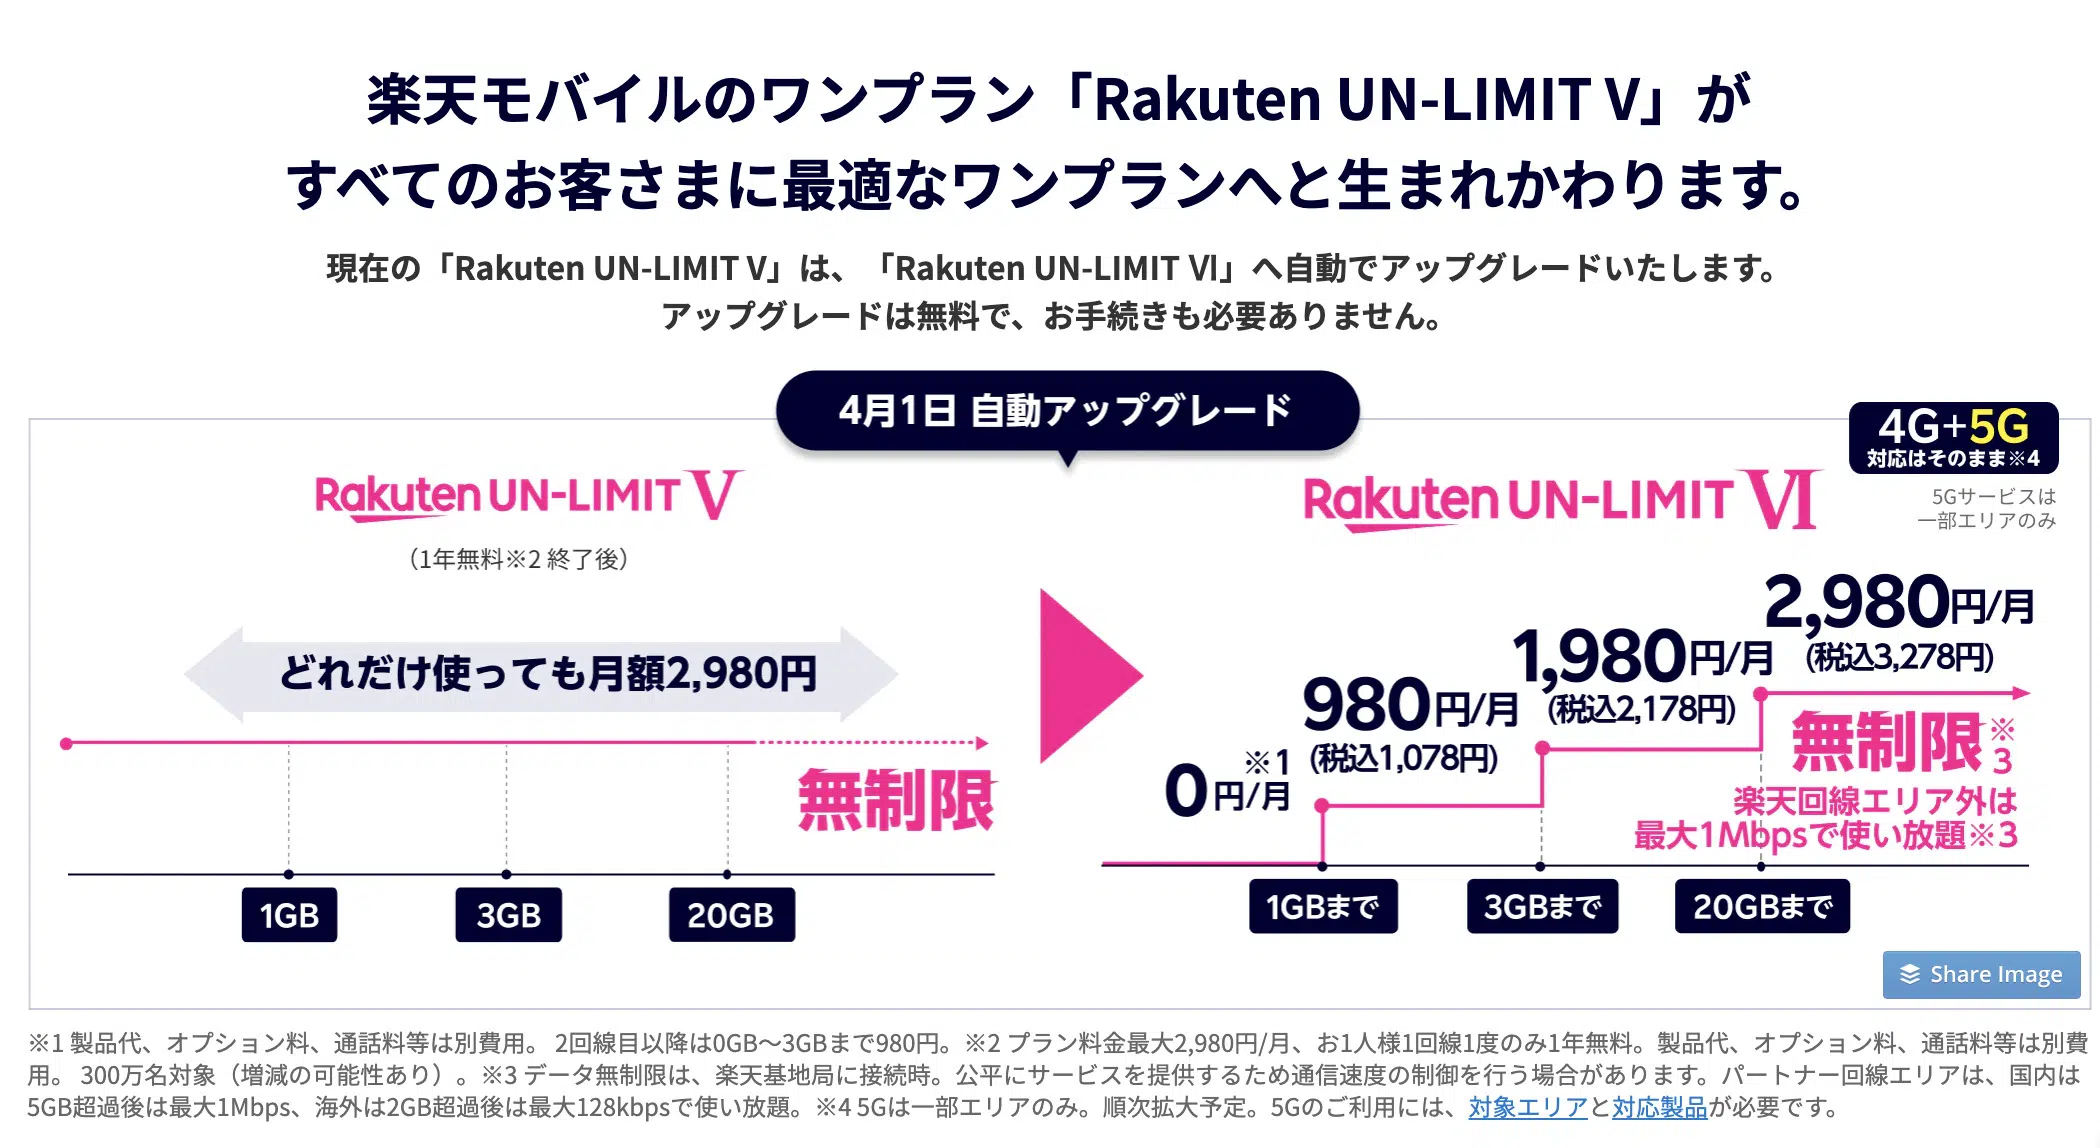 楽天モバイルのワンプラン「Rakuten UN-LIMIT V」が
すべてのお客さまに最適なワンプランへと生まれかわります。
現在の「Rakuten UN-LIMIT V」は、「Rakuten UN-LIMIT Ⅵ」へ自動でアップグレードいたします。
アップグレードは無料で、お手続きも必要ありません。
4月1日 自動アップグレード
4G+5G
対応はそのまま※4
5Gサービスは
一部エリアのみ
Rakuten UN-LIMIT V
（1年無料※2 終了後）
どれだけ使っても月額2,980円
無制限
1GB
3GB
20GB
Rakuten UN-LIMIT VI
0円/月※1
980円/月
(税込1,078円)
1,980円/月
(税込2,178円)
2,980円/月
(税込3,278円)
無制限※3
楽天回線エリア外は
最大1Mbpsで使い放題※3
1GBまで
3GBまで
20GBまで
Share Image
※1 製品代、オプション料、通話料等は別費用。 2回線目以降は0GB〜3GBまで980円。※2 プラン料金最大2,980円/月、お1人様1回線1度のみ1年無料。製品代、オプション料、通話料等は別費
用。 300万名対象（増減の可能性あり）。※3 データ無制限は、楽天基地局に接続時。公平にサービスを提供するため通信速度の制御を行う場合があります。パートナー回線エリアは、国内は
5GB超過後は最大1Mbps、海外は2GB超過後は最大128kbpsで使い放題。※4 5Gは一部エリアのみ。順次拡大予定。5Gのご利用には、対象エリアと対応製品が必要です。